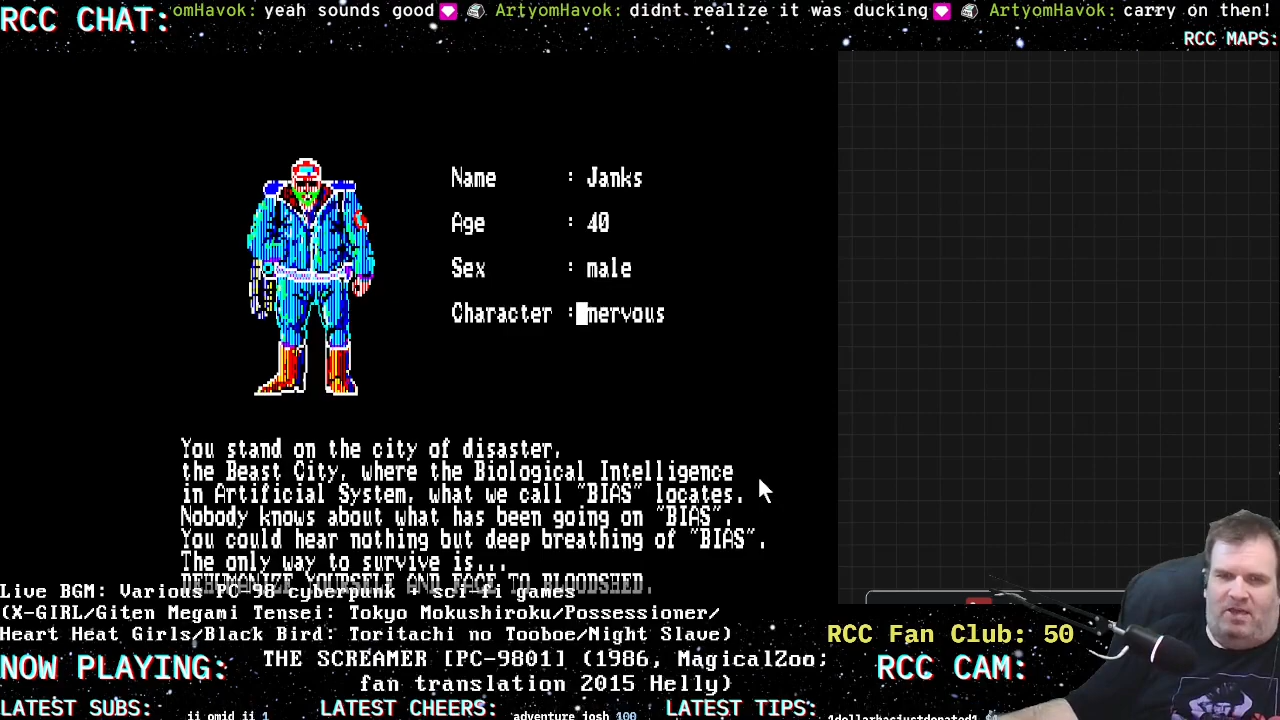 RCC CHAT:
omHavok: yeah sounds good ArtyomHavok: didnt realize it was ducking ArtyomHavok: carry on then!
RCC MAPS:
Name : Janks
Age : 40
Sex : male
Character : nervous
You stand on the city of disaster,
the Beast City, where the Biological Intelligence
in Artificial System, what we call "BIAS" locates.
Nobody knows about what has been going on "BIAS".
You could hear nothing but deep breathing of "BIAS".
The only way to survive is...
DEHUMANIZE YOURSELF AND FACE TO BLOODSHED.
Live BGM: Various PC-98 cyberpunk + sci-fi games
(X-GIRL/Giten Megami Tensei: Tokyo Mokushiroku/Possessioner/
Heart Heat Girls/Black Bird: Toritachi no Tooboe/Night Slave)
RCC Fan Club: 50
NOW PLAYING:
THE SCREAMER [PC-9801] (1986, MagicalZoo;
fan translation 2015 Helly)
RCC CAM:
LATEST SUBS:
ii_omid_ii 1
LATEST CHEERS:
adventure_josh 100
LATEST TIPS:
1dollarhasjustdonated1 $1